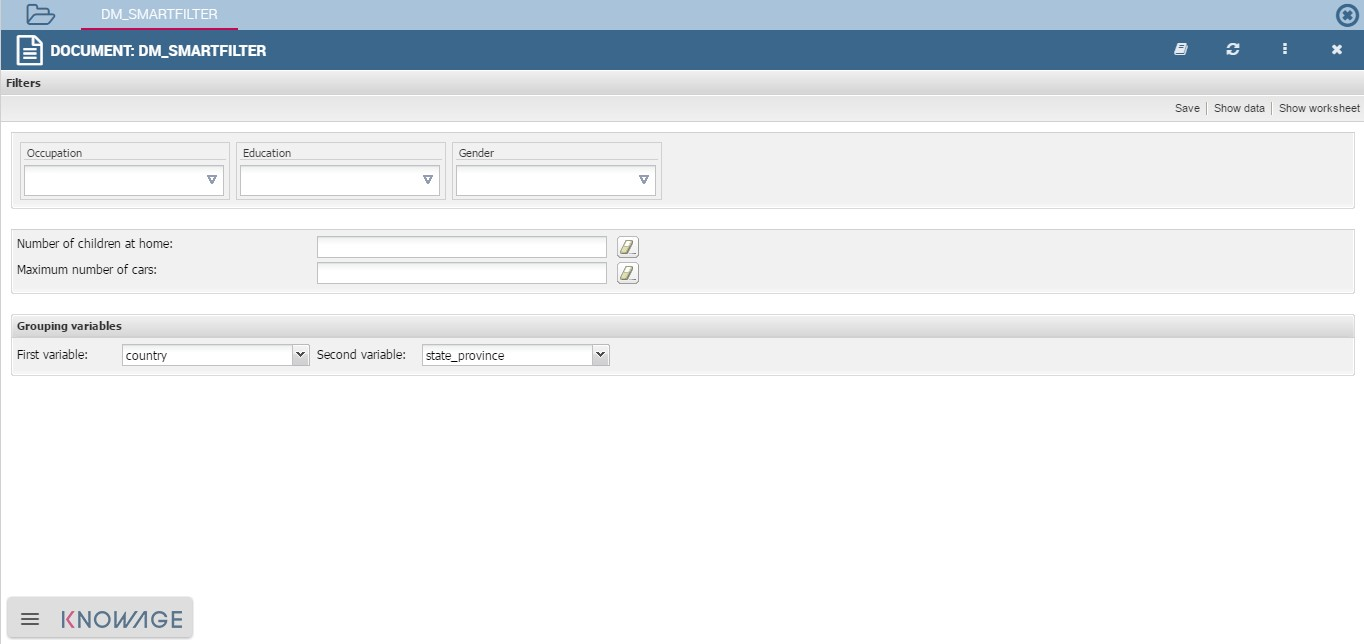 DM_SMARTFILTER
DOCUMENT: DM_SMARTFILTER
Filters
Save Show data Show worksheet
Occupation Education Gender
Number of children at home:
Maximum number of cars:
Grouping variables
First variable: country Second variable: state_province
KNOWAGE